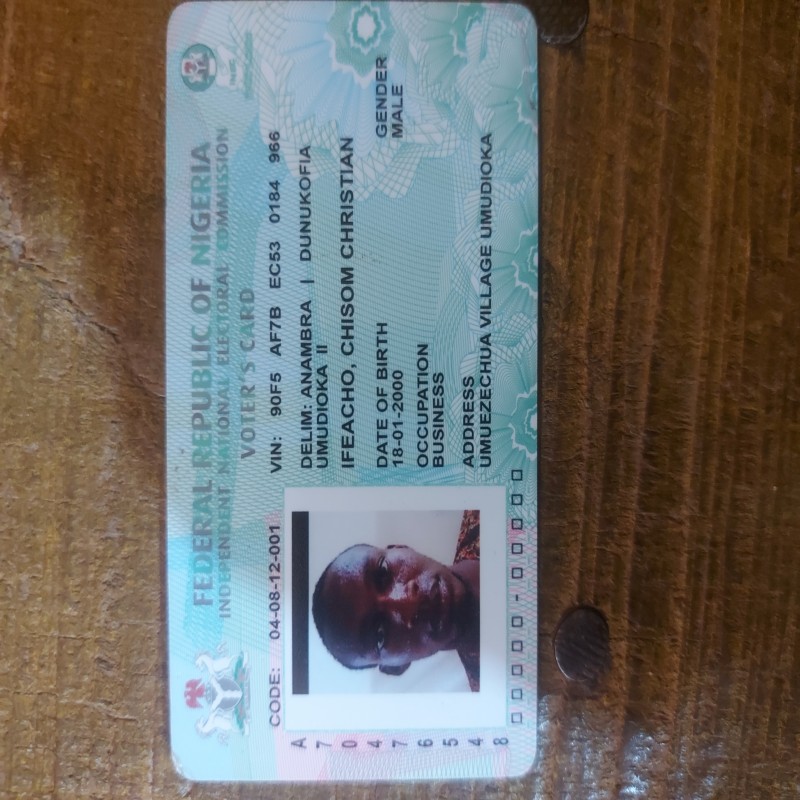 FEDERAL REPUBLIC OF NIGERIA
INDEPENDENT NATIONAL ELECTORAL COMMISSION
VOTER'S CARD
CODE: 04-08-12-001 VIN: 90F5 AF7B EC53 0184 966
DELIM: ANAMBRA | DUNUKOFIA
UMUDIOKA II
IFEACHO, CHISOM CHRISTIAN
DATE OF BIRTH
18-01-2000
GENDER
MALE
OCCUPATION
BUSINESS
ADDRESS
UMUEZECHUA VILLAGE UMUDIOKA
A70476548